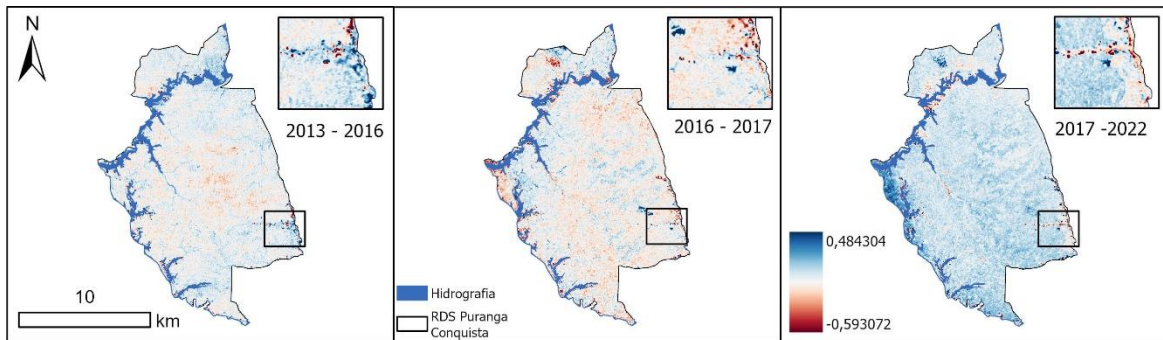 N
2013 - 2016
10
km
2016 - 2017
Hidrografia
RDS Puranga
Conquista
2017 -2022
0,484304
-0,593072